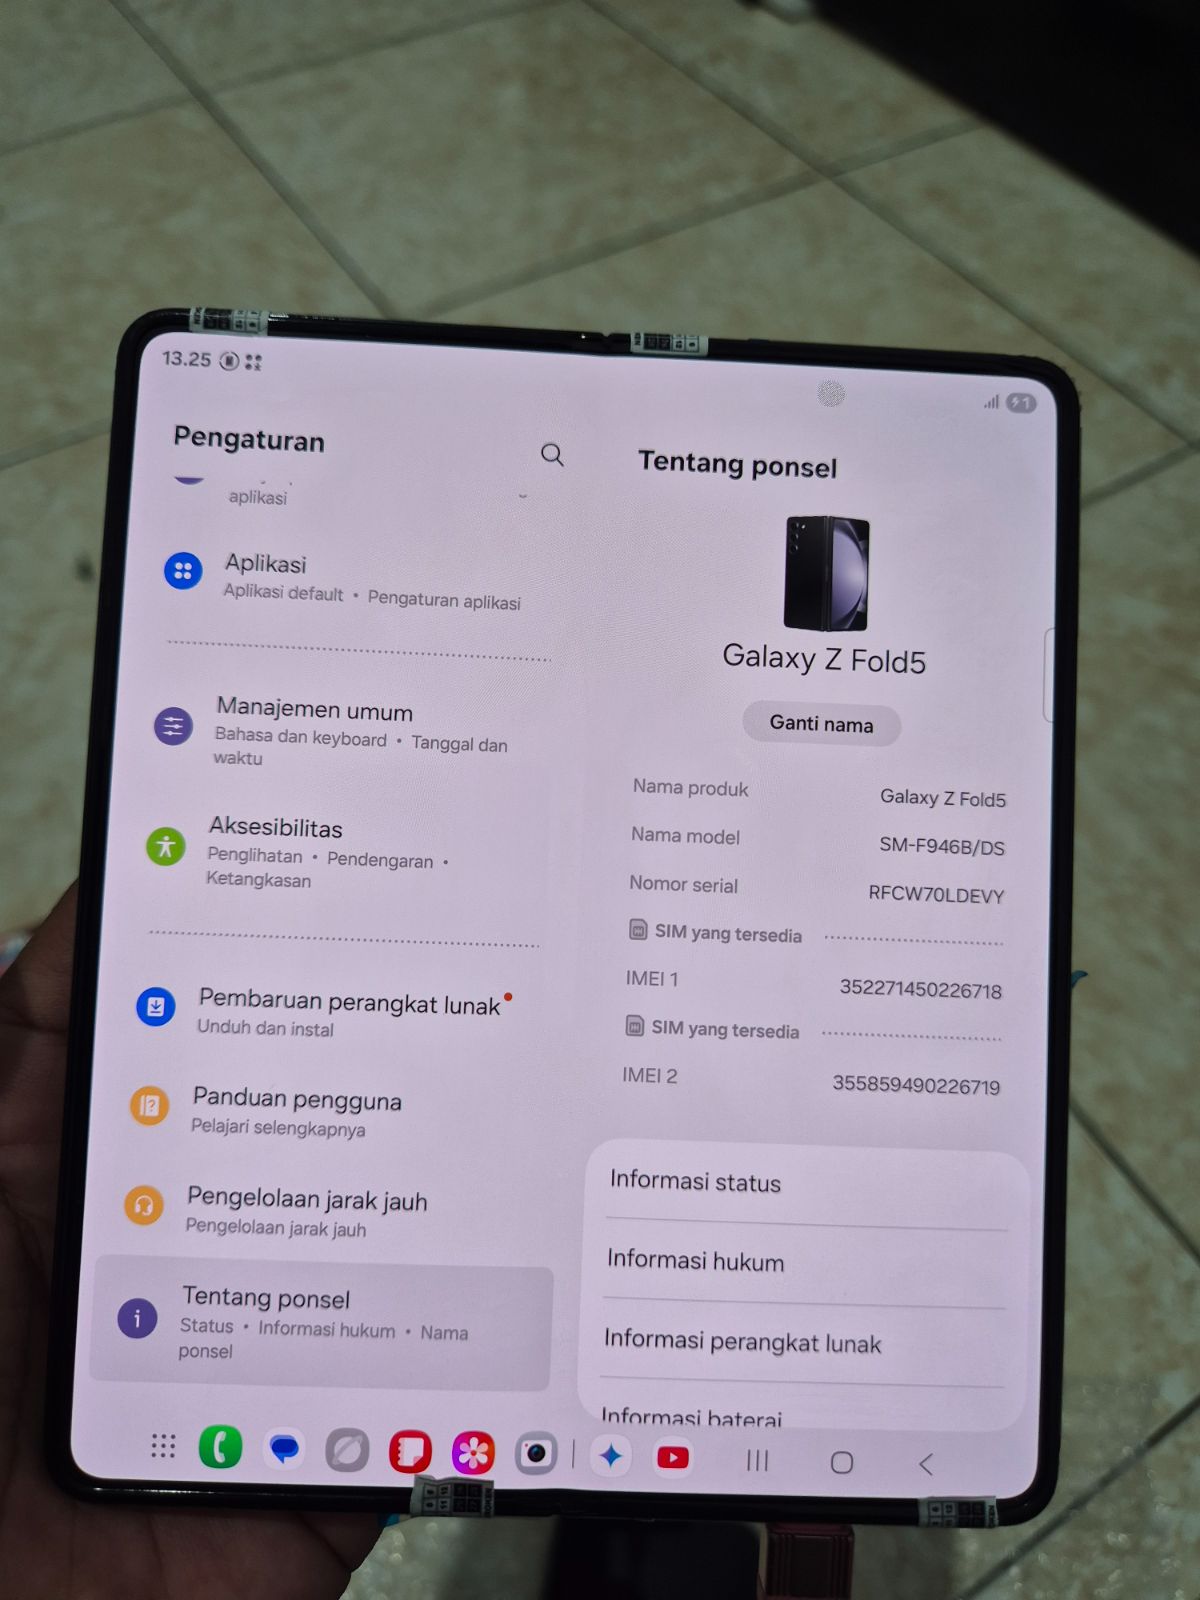 13.25
1
Pengaturan
aplikasi
Aplikasi
Aplikasi default • Pengaturan aplikasi
Manajemen umum
Bahasa dan keyboard • Tanggal dan
waktu
Aksesibilitas
Penglihatan • Pendengaran •
Ketangkasan
Pembaruan perangkat lunak
Unduh dan instal
Panduan pengguna
Pelajari selengkapnya
Pengelolaan jarak jauh
Pengelolaan jarak jauh
Tentang ponsel
Status • Informasi hukum • Nama
ponsel
Tentang ponsel
Galaxy Z Fold5
Ganti nama
Nama produk Galaxy Z Fold5
Nama model SM-F946B/DS
Nomor serial RFCW70LDEVY
SIM yang tersedia
IMEI 1 352271450226718
SIM yang tersedia
IMEI 2 355859490226719
Informasi status
Informasi hukum
Informasi perangkat lunak
Informasi baterai